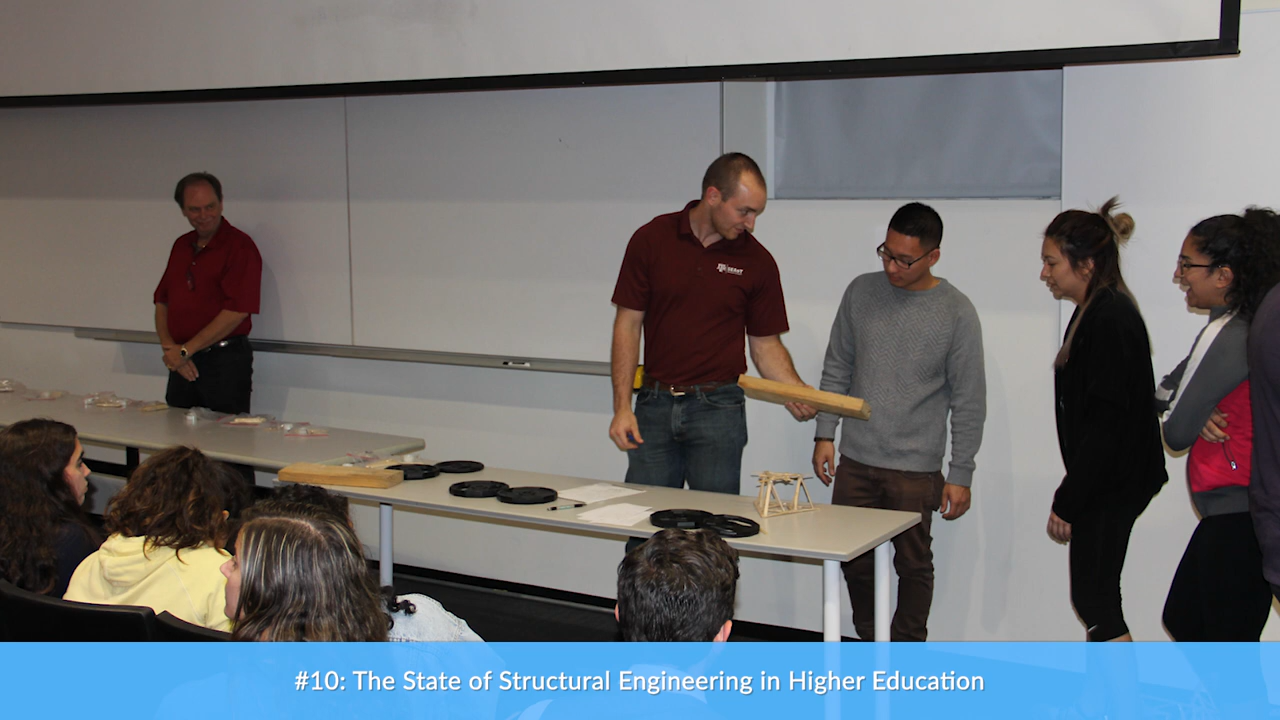 #10: The State of Structural Engineering in Higher Education